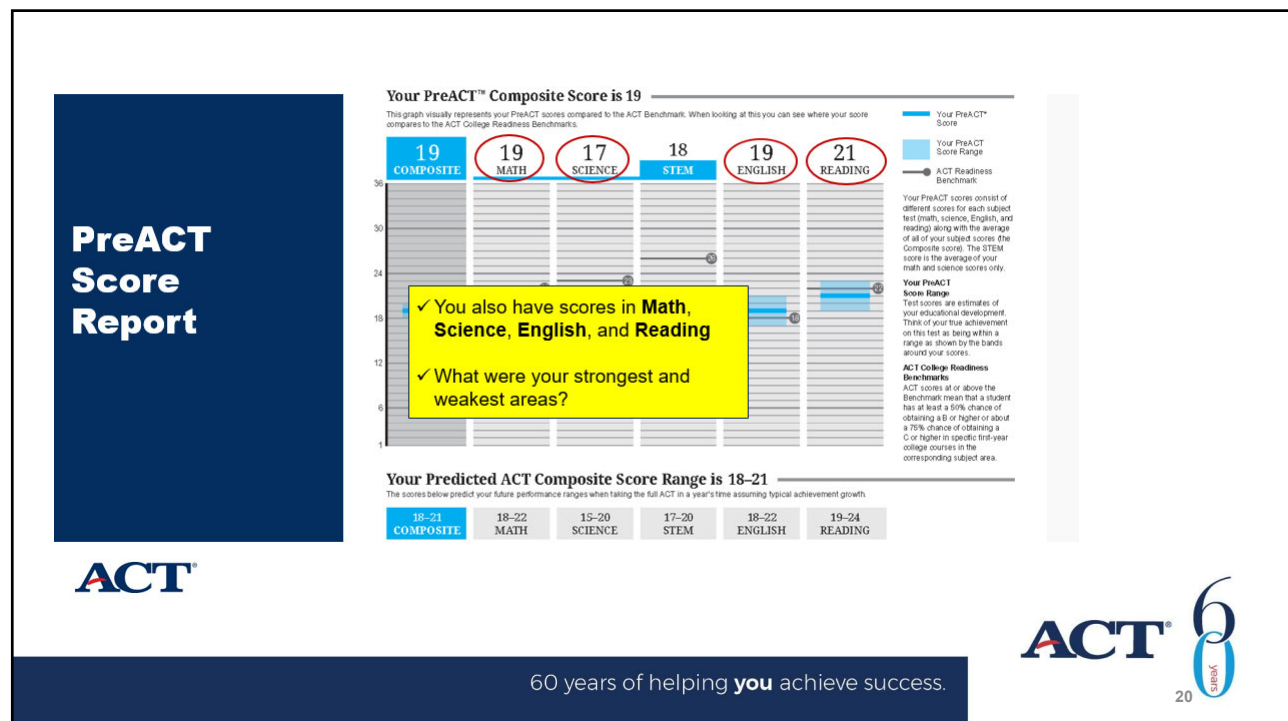 PreACT
Score
Report
Your PreACT™ Composite Score is 19
This graph visually represents your PreACT scores compared to the ACT Benchmark. When looking at this you can see where your score
compares to the ACT College Readiness Benchmarks.
19
COMPOSITE
19
MATH
17
SCIENCE
18
STEM
19
ENGLISH
21
READING
36
30
24
18
12
6
1
26
23
18
22
✓ You also have scores in Math,
Science, English, and Reading
✓ What were your strongest and
weakest areas?
Your PreACT®
Score
Your PreACT
Score Range
ACT Readiness
Benchmark
Your PreACT scores consist of
different scores for each subject
test (math, science, English, and
reading) along with the average
of all of your subject scores (the
Composite score). The STEM
score is the average of your
math and science scores only.
Your PreACT
Score Range
Test scores are estimates of
your educational development.
Think of your true achievement
on this test as being within a
range as shown by the bands
around your scores.
ACT College Readiness
Benchmarks
ACT scores at or above the
Benchmark mean that a student
has at least a 50% chance of
obtaining a B or higher or about
a 75% chance of obtaining a
C or higher in specific first-year
college courses in the
corresponding subject area.
Your Predicted ACT Composite Score Range is 18–21
The scores below predict your future performance ranges when taking the full ACT in a year's time assuming typical achievement growth.
18–21
COMPOSITE
18–22
MATH
15–20
SCIENCE
17–20
STEM
18–22
ENGLISH
19–24
READING
ACT®
ACT®
60
years
60 years of helping you achieve success.
20